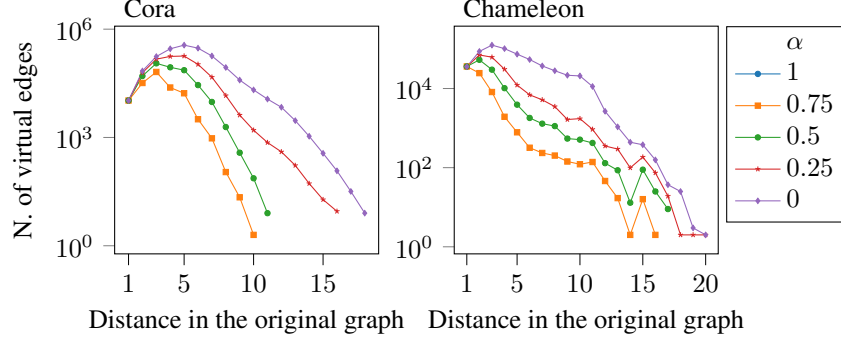 Cora
Chameleon
N. of virtual edges
10^6
10^3
10^0
1 5 10 15
Distance in the original graph
10^4
10^2
10^0
1 5 10 15 20
Distance in the original graph
α
1
0.75
0.5
0.25
0